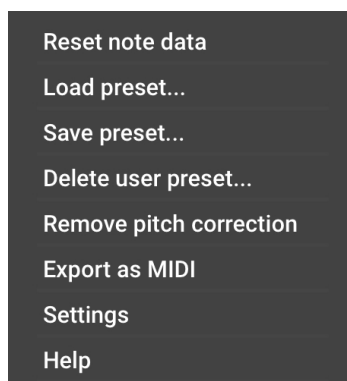 Reset note data
Load preset...
Save preset...
Delete user preset...
Remove pitch correction
Export as MIDI
Settings
Help